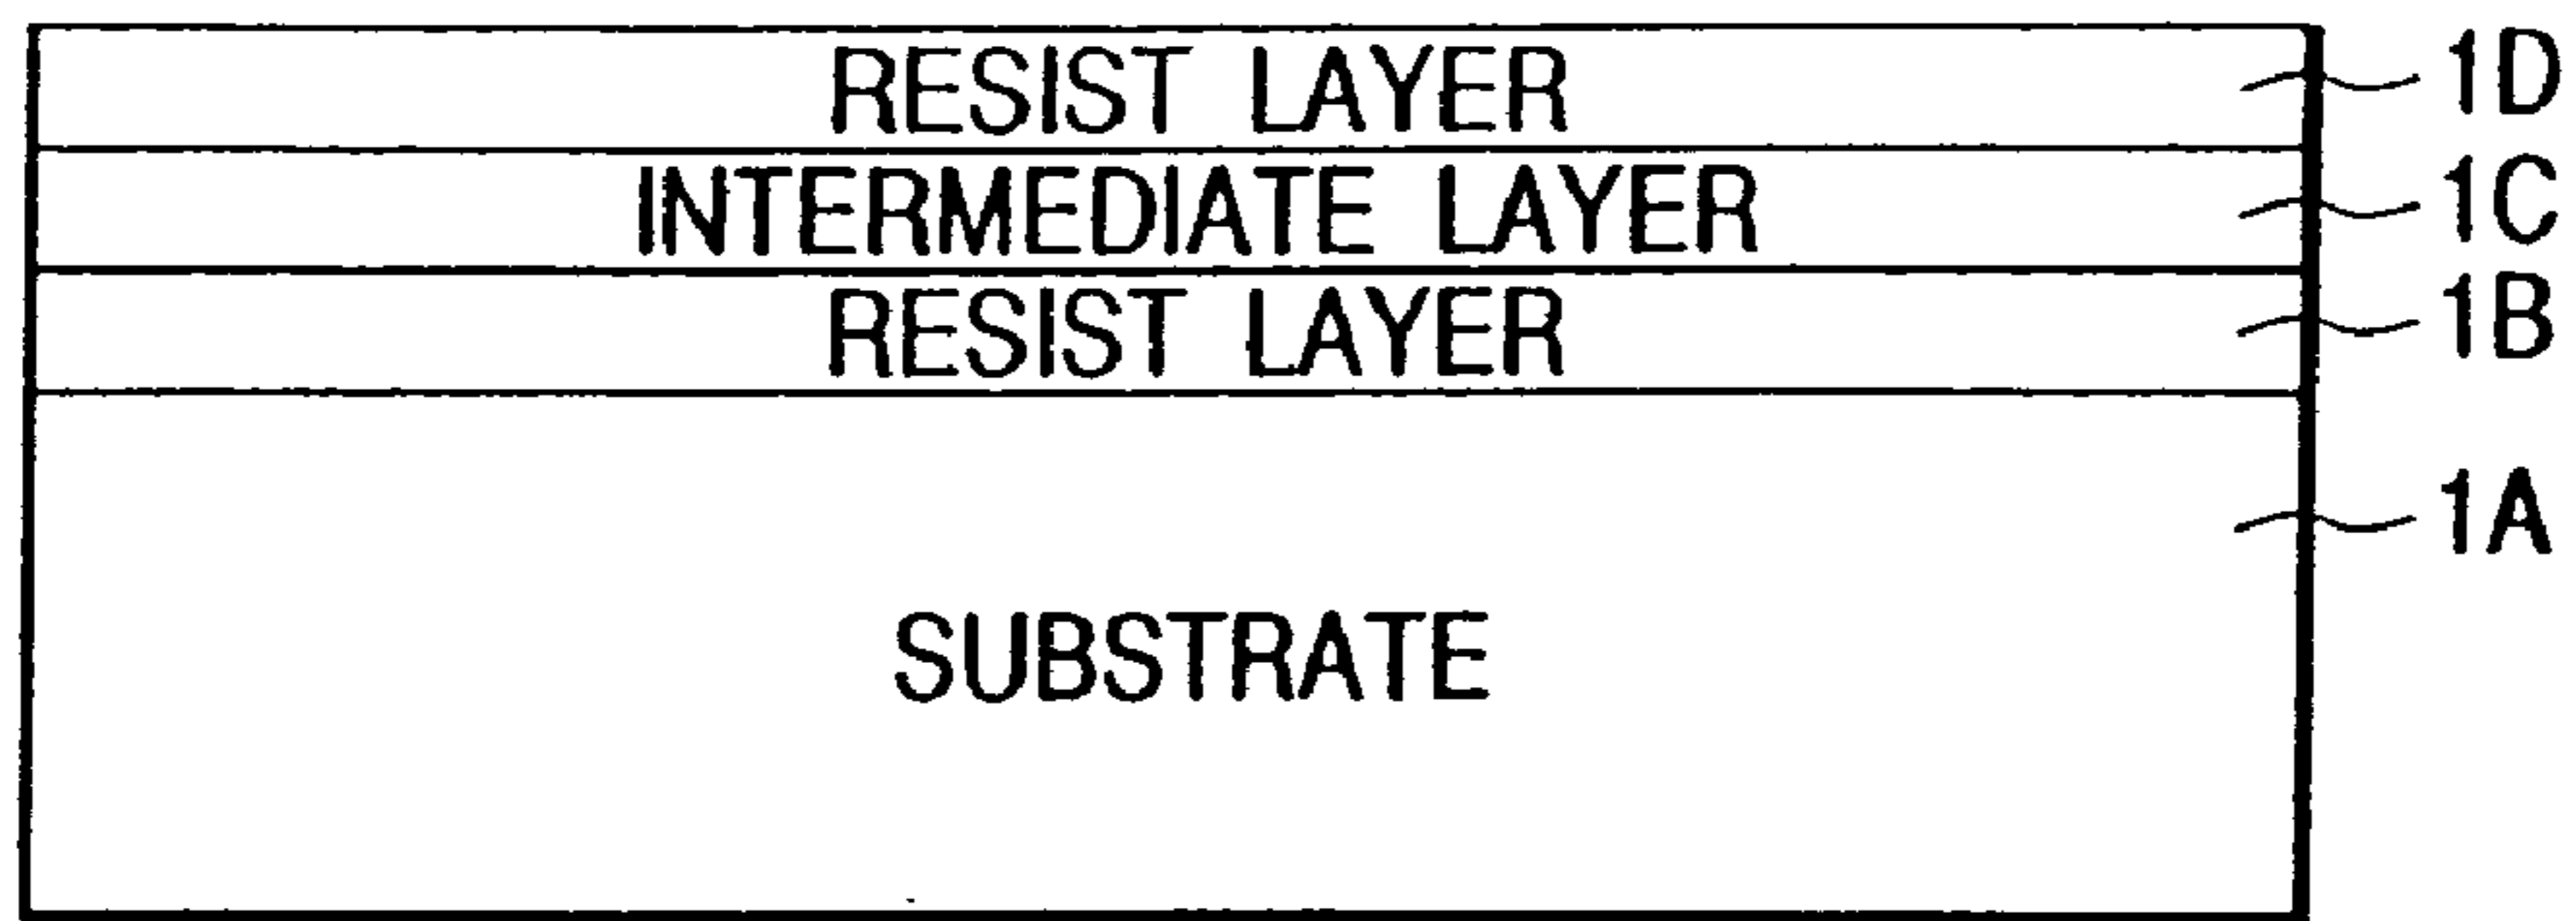 RESIST LAYER 1D
INTERMEDIATE LAYER 1C
RESIST LAYER 1B
1A
SUBSTRATE